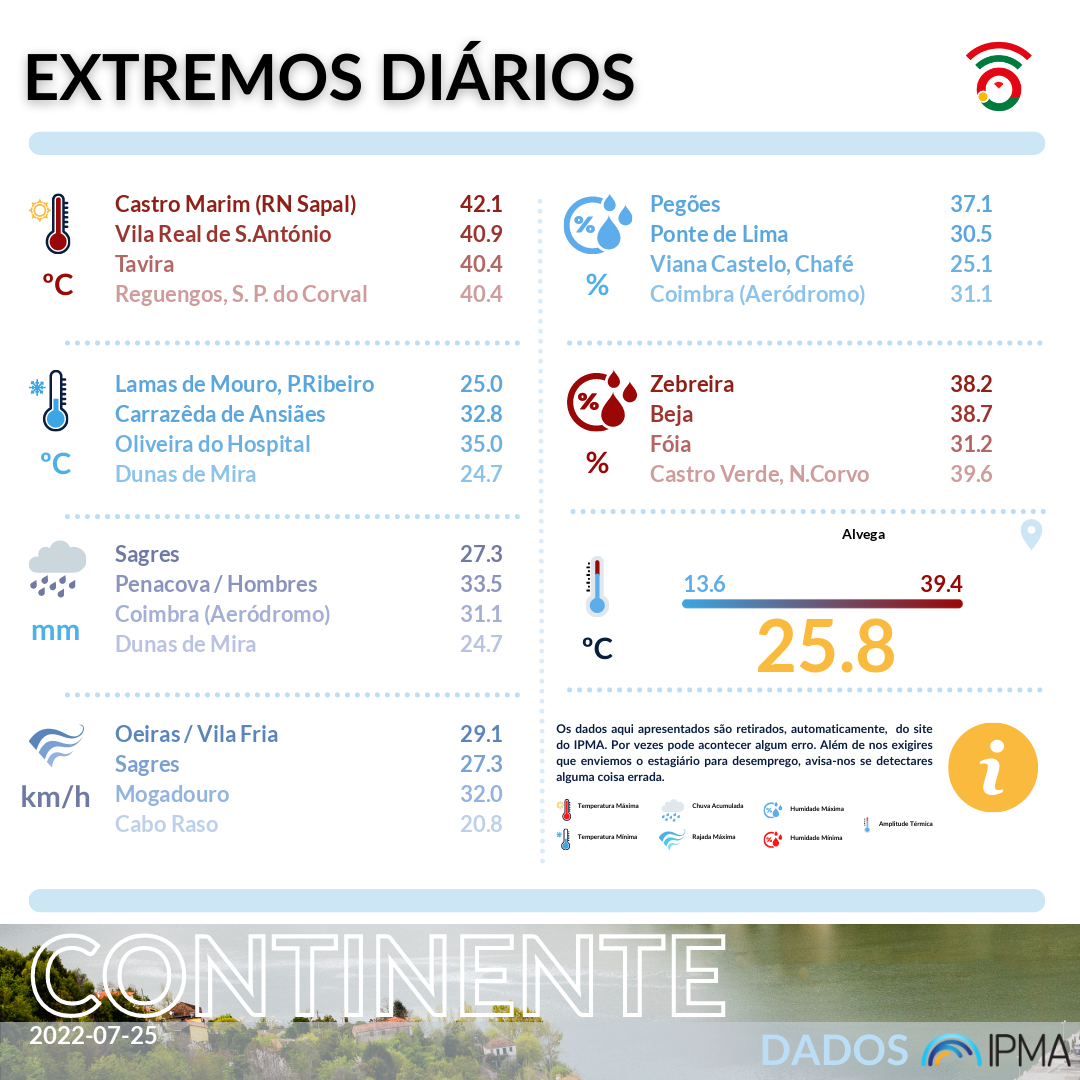 EXTREMOS DIÁRIOS
Castro Marim (RN Sapal) 42.1
Vila Real de S.António 40.9
Tavira 40.4
Reguengos, S. P. do Corval 40.4
ºC
Lamas de Mouro, P.Ribeiro 25.0
Carrazêda de Ansiães 32.8
Oliveira do Hospital 35.0
Dunas de Mira 24.7
ºC
Sagres 27.3
Penacova / Hombres 33.5
Coimbra (Aeródromo) 31.1
Dunas de Mira 24.7
mm
Oeiras / Vila Fria 29.1
Sagres 27.3
Mogadouro 32.0
Cabo Raso 20.8
km/h
%
Pegões 37.1
Ponte de Lima 30.5
Viana Castelo, Chafé 25.1
Coimbra (Aeródromo) 31.1
%
%
Zebreira 38.2
Beja 38.7
Fóia 31.2
Castro Verde, N.Corvo 39.6
%
Alvega
13.6 39.4
25.8
ºC
Os dados aqui apresentados são retirados, automaticamente, do site
do IPMA. Por vezes pode acontecer algum erro. Além de nos exigires
que enviemos o estagiário para desemprego, avisa-nos se detectares
alguma coisa errada.
i
Temperatura Máxima Chuva Acumulada Humidade Máxima
Amplitude Térmica
Temperatura Mínima Rajada Máxima Humidade Mínima
CONTINENTE
2022-07-25
DADOS IPMA